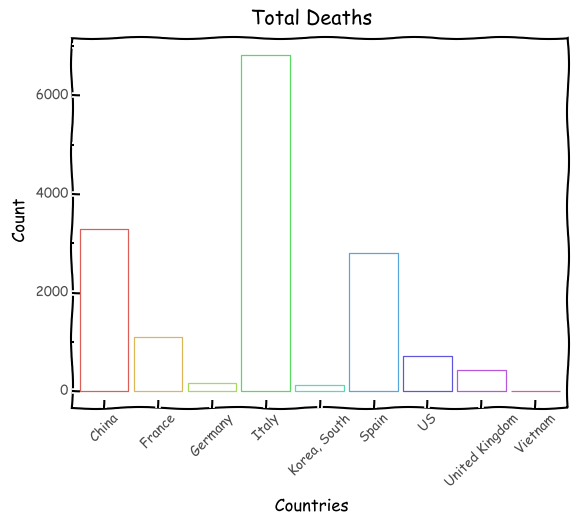 Total Deaths
Count
6000
4000
2000
0
China
France
Germany
Italy
Korea, South
Spain
US
United Kingdom
Vietnam
Countries